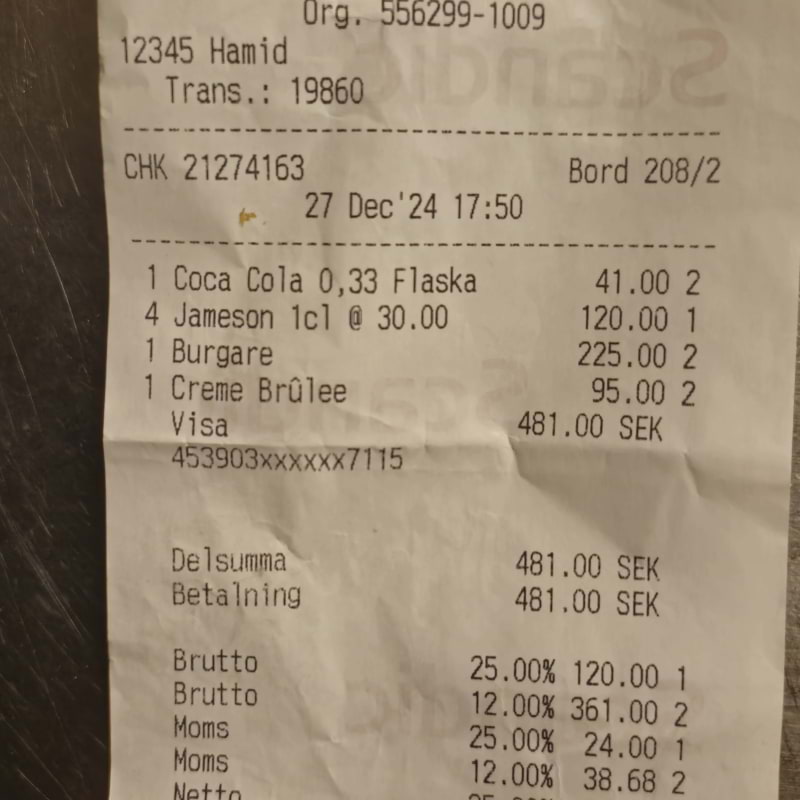 Org. 556299-1009
12345 Hamid
Trans.: 19860
CHK 21274163 Bord 208/2
27 Dec'24 17:50
1 Coca Cola 0,33 Flaska 41.00 2
4 Jameson 1cl @ 30.00 120.00 1
1 Burgare 225.00 2
1 Creme Brûlee 95.00 2
Visa 481.00 SEK
453903xxxxxx7115
Delsumma 481.00 SEK
Betalning 481.00 SEK
Brutto 25.00% 120.00 1
Brutto 12.00% 361.00 2
Moms 25.00% 24.00 1
Moms 12.00% 38.68 2
Netto